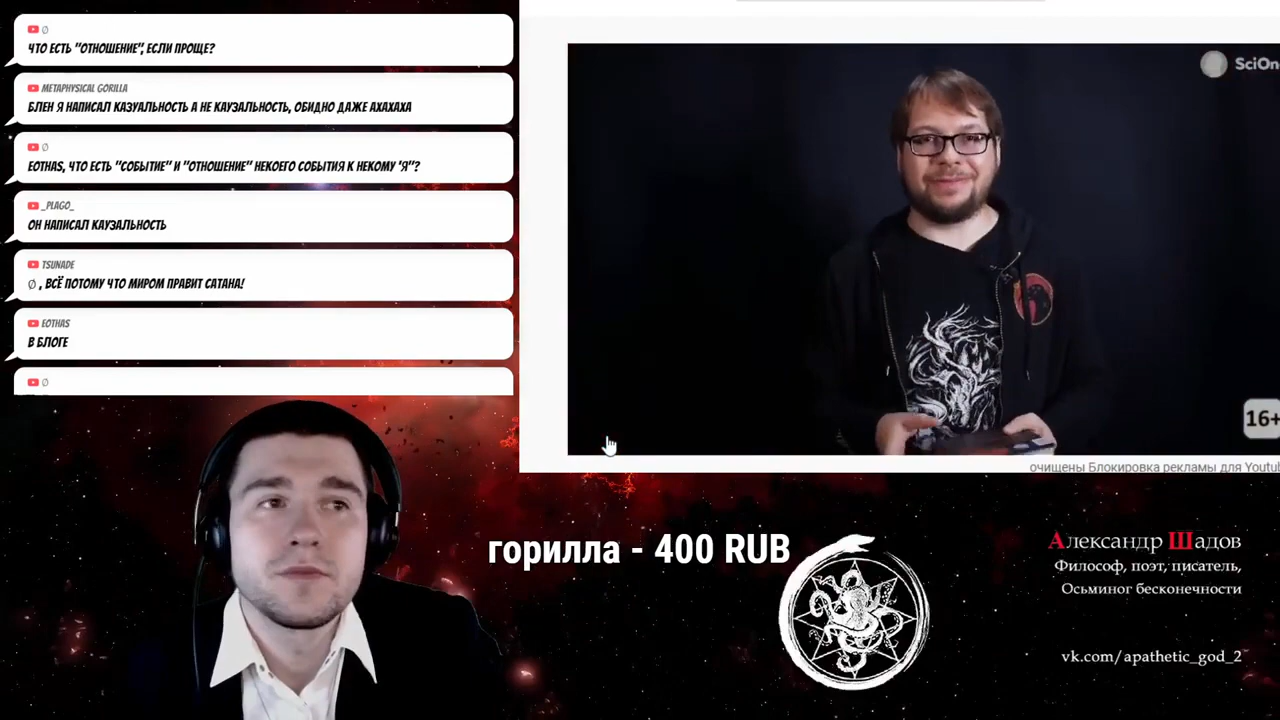 Ø
ЧТО ЕСТЬ "ОТНОШЕНИЕ", ЕСЛИ ПРОЩЕ?
METAPHYSICAL GORILLA
БЛЕН Я НАПИСАЛ КАЗУАЛЬНОСТЬ А НЕ КАУЗАЛЬНОСТЬ, ОБИДНО ДАЖЕ АХАХАХА
Ø
EOTHAS, ЧТО ЕСТЬ "СОБЫТИЕ" И "ОТНОШЕНИЕ" НЕКОЕГО СОБЫТИЯ К НЕКОМУ 'Я'?
_PLAGO_
ОН НАПИСАЛ КАУЗАЛЬНОСТЬ
TSUNADE
Ø , ВСЁ ПОТОМУ ЧТО МИРОМ ПРАВИТ САТАНА!
EOTHAS
В БЛОГЕ
Ø
SciOn
16+
очищены Блокировка рекламы для Youtub
горилла - 400 RUB
Александр Шадов
Философ, поэт, писатель,
Осьминог бесконечности
vk.com/apathetic_god_2